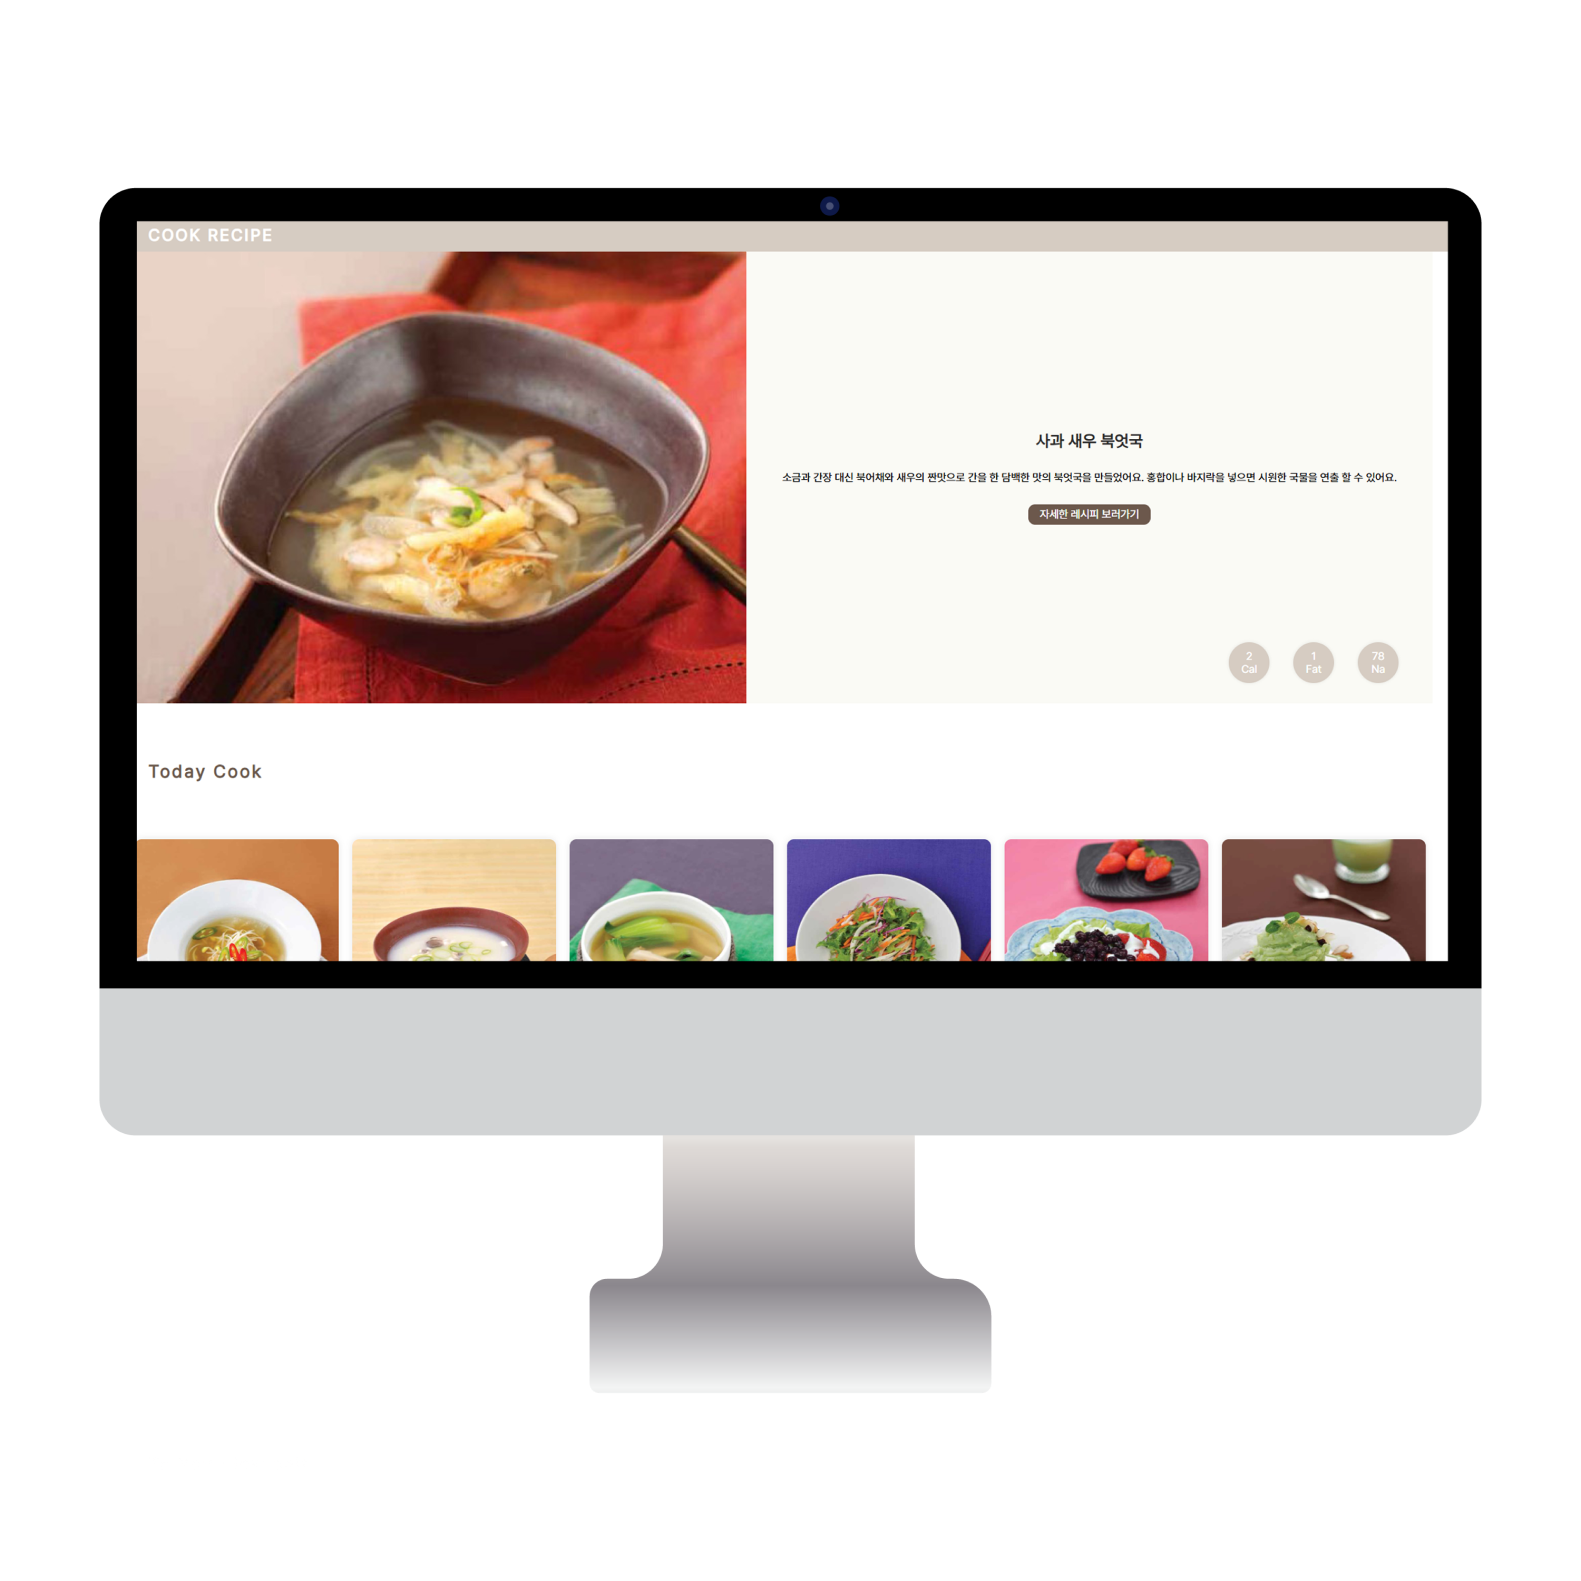 COOK RECIPE
사과 새우 북엇국
소금과 간장 대신 북어채와 새우의 짠맛으로 간을 한 담백한 맛의 북엇국을 만들었어요. 홍합이나 바지락을 넣으면 시원한 국물을 연출 할 수 있어요.
자세한 레시피 보러가기
2
Cal
1
Fat
78
Na
Today Cook